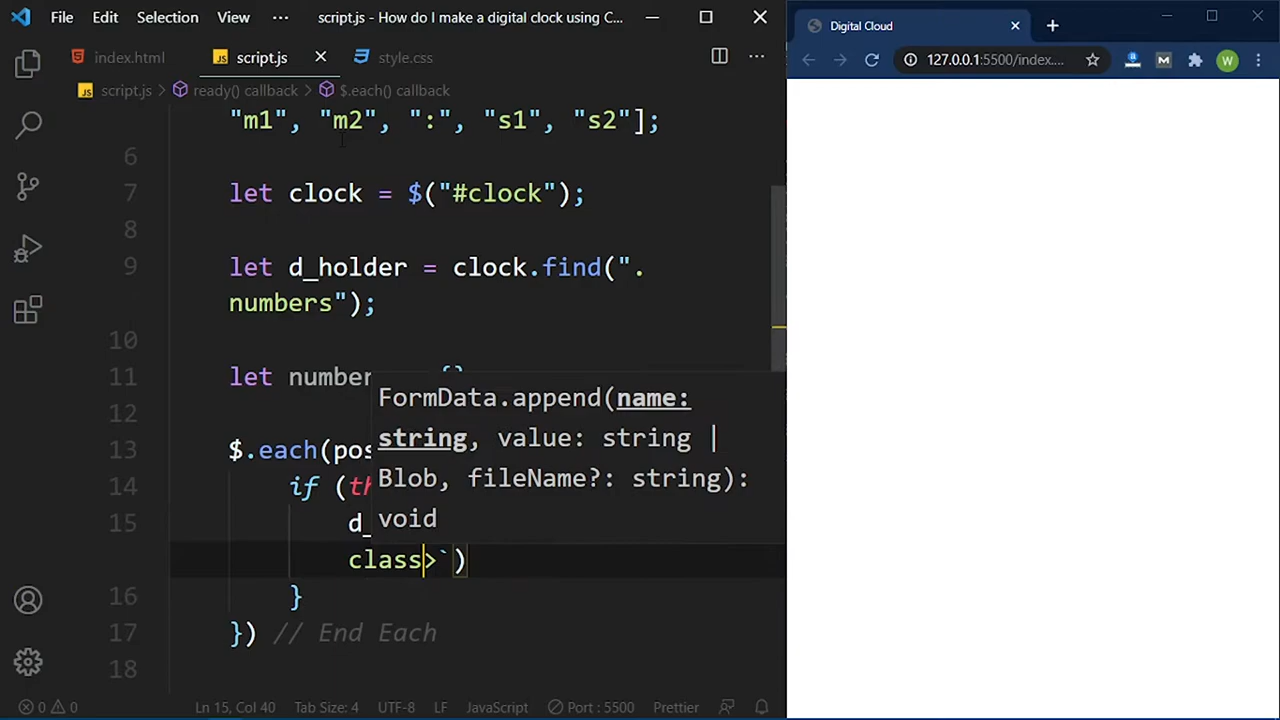 File Edit Selection View ··· script.js - How do I make a digital clock using C...
Digital Cloud
index.html script.js style.css
127.0.0.1:5500/index.... M W
JS script.js > ready() callback > $.each() callback
"m1", "m2", ":", "s1", "s2"];
6
7 let clock = $("#clock");
8
9 let d_holder = clock.find(".
numbers");
10
11 let number {}
12
FormData.append(name:
string, value: string |
Blob, fileName?: string):
void
13 $.each(pos
14 if (th
15 d_
class>`)
16 }
17 }) // End Each
18
0 0 Ln 15, Col 40 Tab Size: 4 UTF-8 LF JavaScript Port : 5500 Prettier